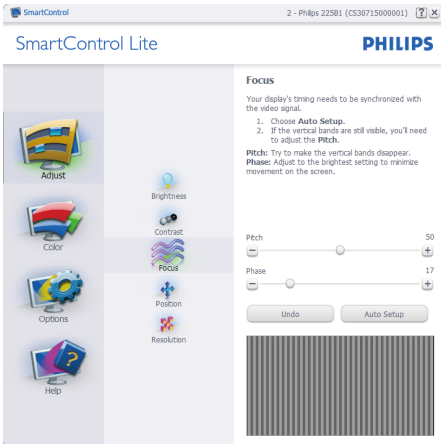 SmartControl
2 - Philips 225B1 (CS30715000001)
SmartControl Lite
PHILIPS
Adjust
Color
Options
Help
Brightness
Contrast
Focus
Position
Resolution
Focus
Your display's timing needs to be synchronized with
the video signal.
1. Choose Auto Setup.
2. If the vertical bands are still visible, you'll need
to adjust the Pitch.
Pitch: Try to make the vertical bands disappear.
Phase: Adjust to the brightest setting to minimize
movement on the screen.
Pitch 50
Phase 17
Undo Auto Setup